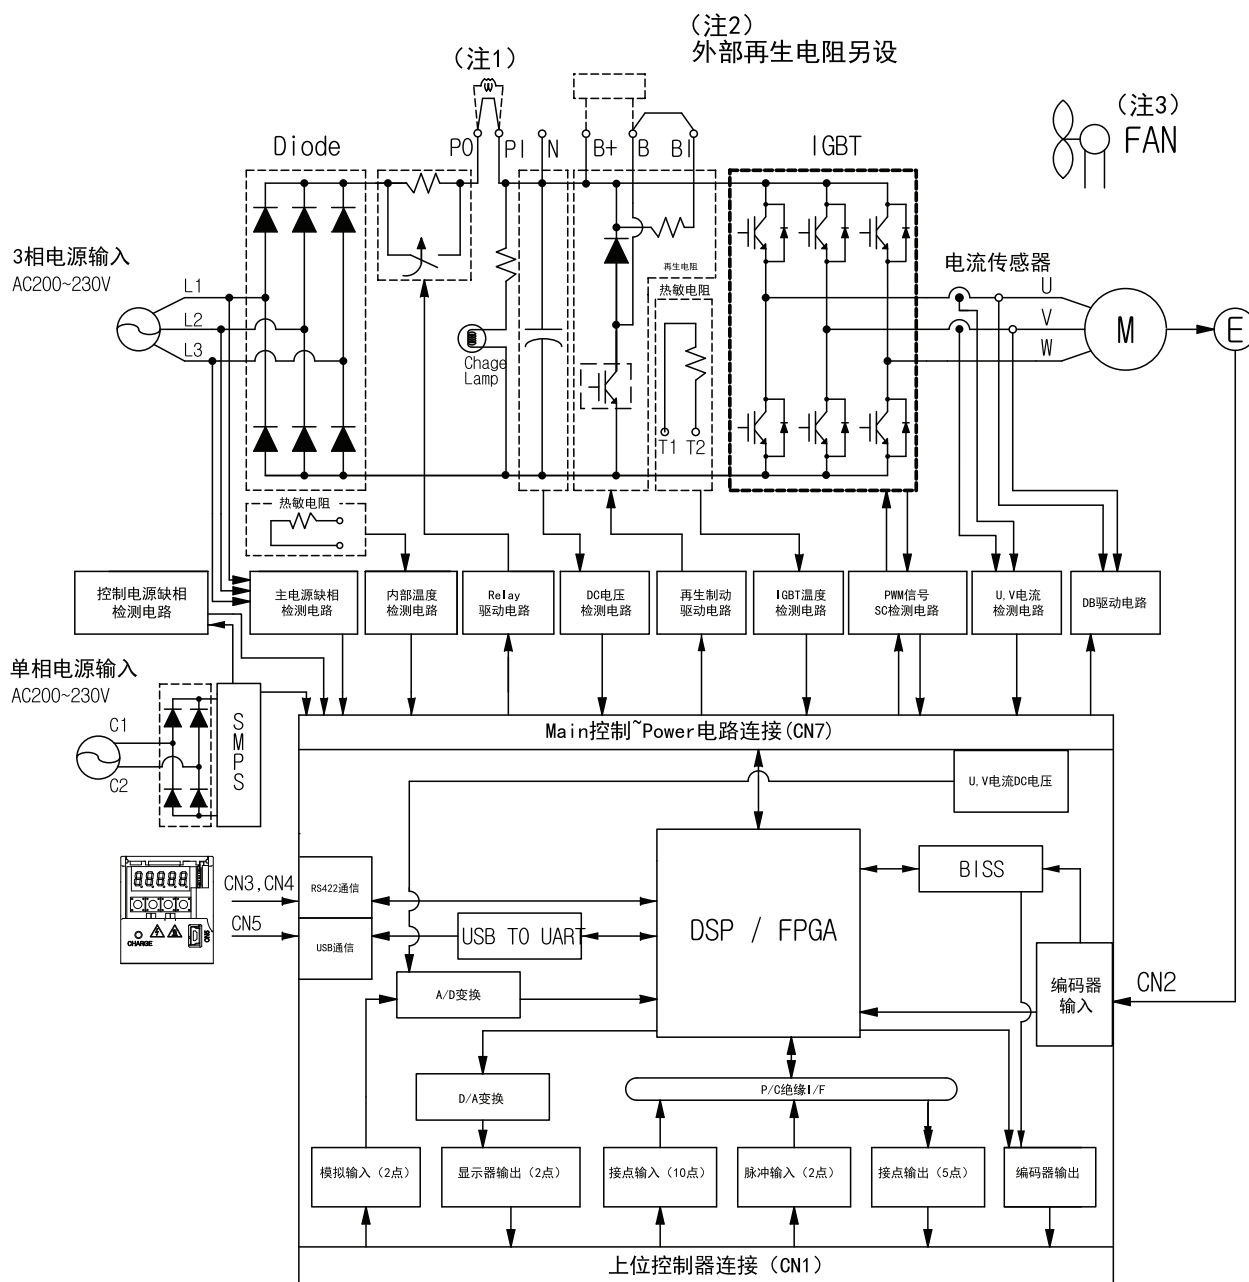 (注2)
外部再生电阻另设
(注1)
(注3)
FAN
Diode
PO
PI
N
B+
B
BI
IGBT
3相电源输入
AC200~230V
L1
L2
L3
再生电阻
热敏电阻
电流传感器
U
V
W
M
E
Chage
Lamp
T1
T2
热敏电阻
控制电源缺相
检测电路
主电源缺相
检测电路
内部温度
检测电路
Relay
驱动电路
DC电压
检测电路
再生制动
驱动电路
IGBT温度
检测电路
PWM信号
SC检测电路
U,V电流
检测电路
DB驱动电路
单相电源输入
AC200~230V
C1
C2
SMPS
Main控制~Power电路连接(CN7)
U,V电流DC电压
CN3,CN4
RS422通信
CN5
USB通信
USB TO UART
DSP / FPGA
BISS
编码器
输入
CN2
CHARGE
CN5
A/D变换
D/A变换
P/C绝缘I/F
模拟输入(2点)
显示器输出(2点)
接点输入(10点)
脉冲输入(2点)
接点输出(5点)
编码器输出
上位控制器连接(CN1)